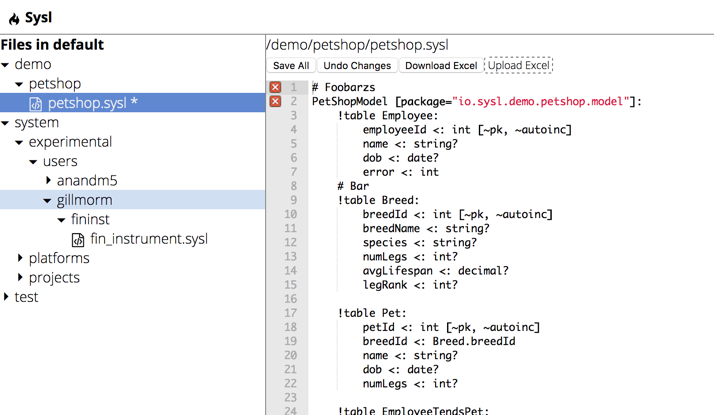 Sysl
Files in default
demo
petshop
petshop.sysl *
system
experimental
users
anandm5
gillmorm
fininst
fin_instrument.sysl
platforms
projects
test
/demo/petshop/petshop.sysl
Save All Undo Changes Download Excel Upload Excel
1 # Foobarzs
2 PetShopModel [package="io.sysl.demo.petshop.model"]:
3 !table Employee:
4 employeeId <: int [~pk, ~autoinc]
5 name <: string?
6 dob <: date?
7 error <: int
8 # Bar
9 !table Breed:
10 breedId <: int [~pk, ~autoinc]
11 breedName <: string?
12 species <: string?
13 numLegs <: int?
14 avgLifespan <: decimal?
15 legRank <: int?
16
17 !table Pet:
18 petId <: int [~pk, ~autoinc]
19 breedId <: Breed.breedId
20 name <: string?
21 dob <: date?
22 numLegs <: int?
23
24 !table EmployeeTendsPet: